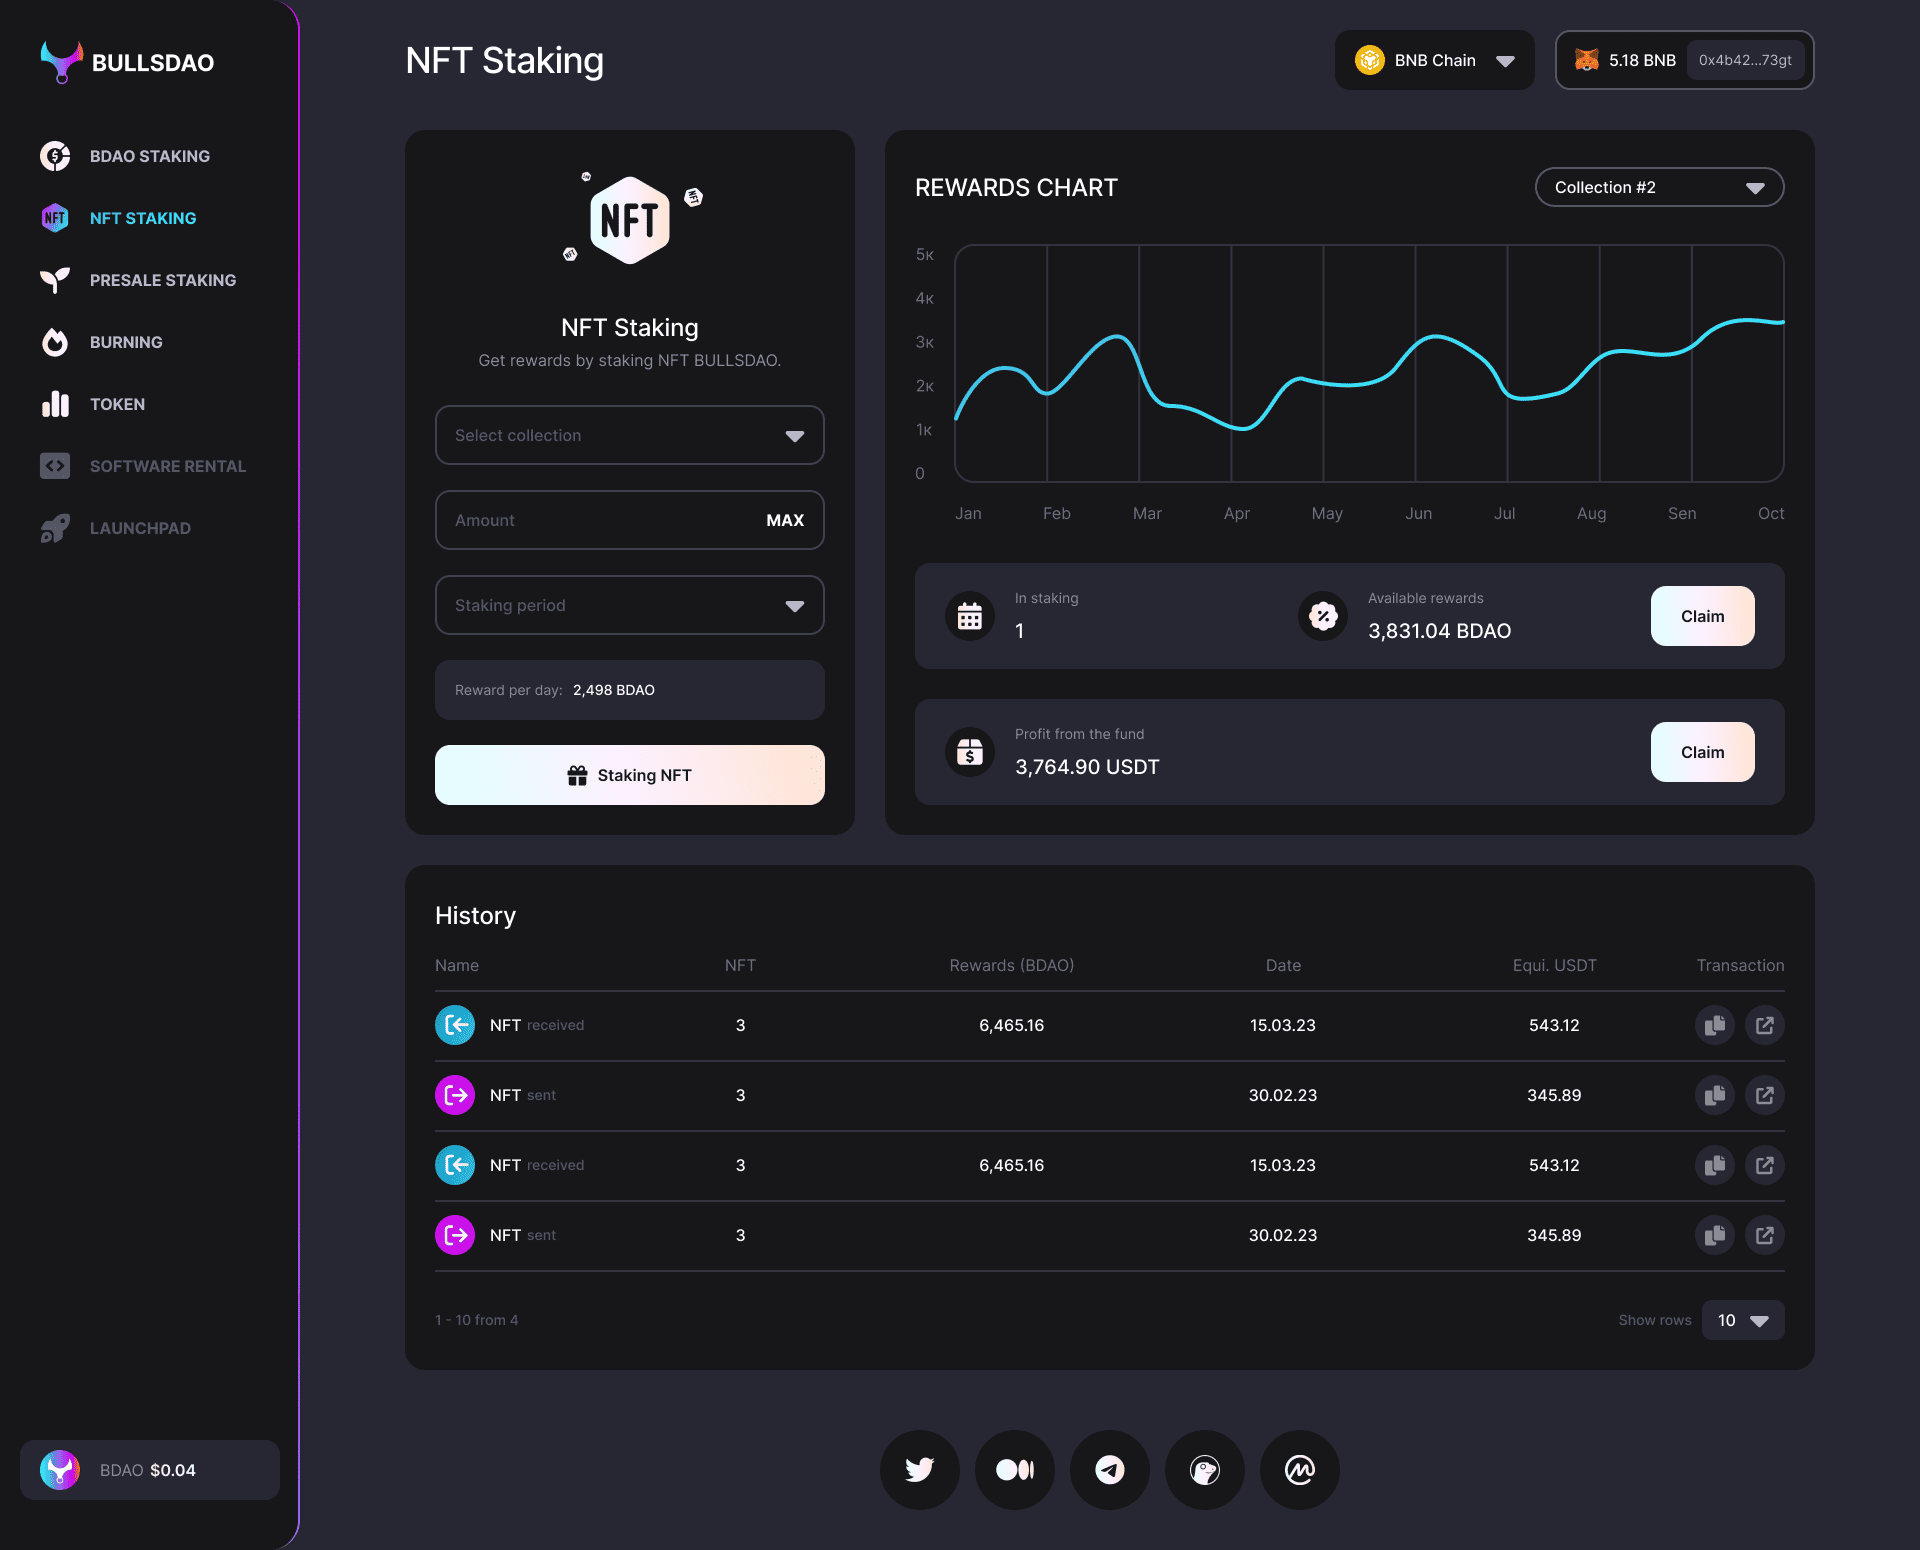 BULLSDAO
BDAO STAKING
NFT STAKING
PRESALE STAKING
BURNING
TOKEN
SOFTWARE RENTAL
LAUNCHPAD
BDAO $0.04
NFT Staking
BNB Chain
5.18 BNB 0x4b42...73gt
NFT
NFT Staking
Get rewards by staking NFT BULLSDAO.
Select collection
Amount MAX
Staking period
Reward per day: 2,498 BDAO
Staking NFT
REWARDS CHART
Collection #2
5к
4к
3к
2к
1к
0
Jan Feb Mar Apr May Jun Jul Aug Sen Oct
In staking
1
Available rewards
3,831.04 BDAO
Claim
Profit from the fund
3,764.90 USDT
Claim
History
Name NFT Rewards (BDAO) Date Equi. USDT Transaction
NFT received 3 6,465.16 15.03.23 543.12
NFT sent 3 30.02.23 345.89
NFT received 3 6,465.16 15.03.23 543.12
NFT sent 3 30.02.23 345.89
1 - 10 from 4
Show rows 10